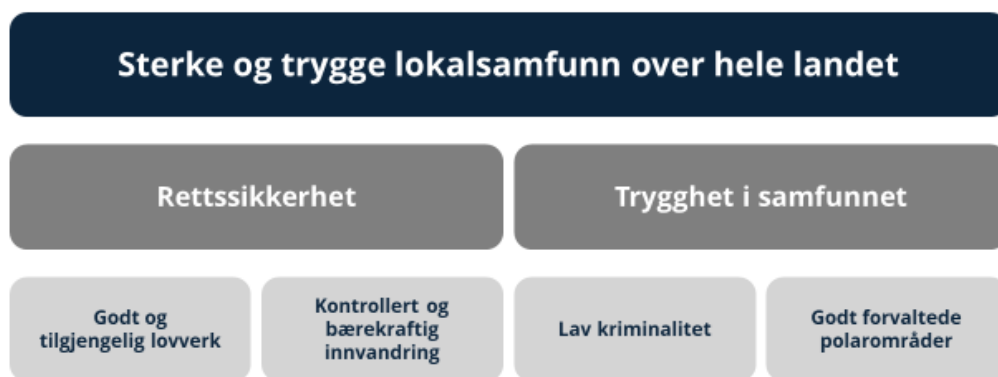 Sterke og trygge lokalsamfunn over hele landet
Rettssikkerhet
Trygghet i samfunnet
Godt og
tilgjengelig lovverk
Kontrollert og
bærekraftig
innvandring
Lav kriminalitet
Godt forvaltede
polarområder